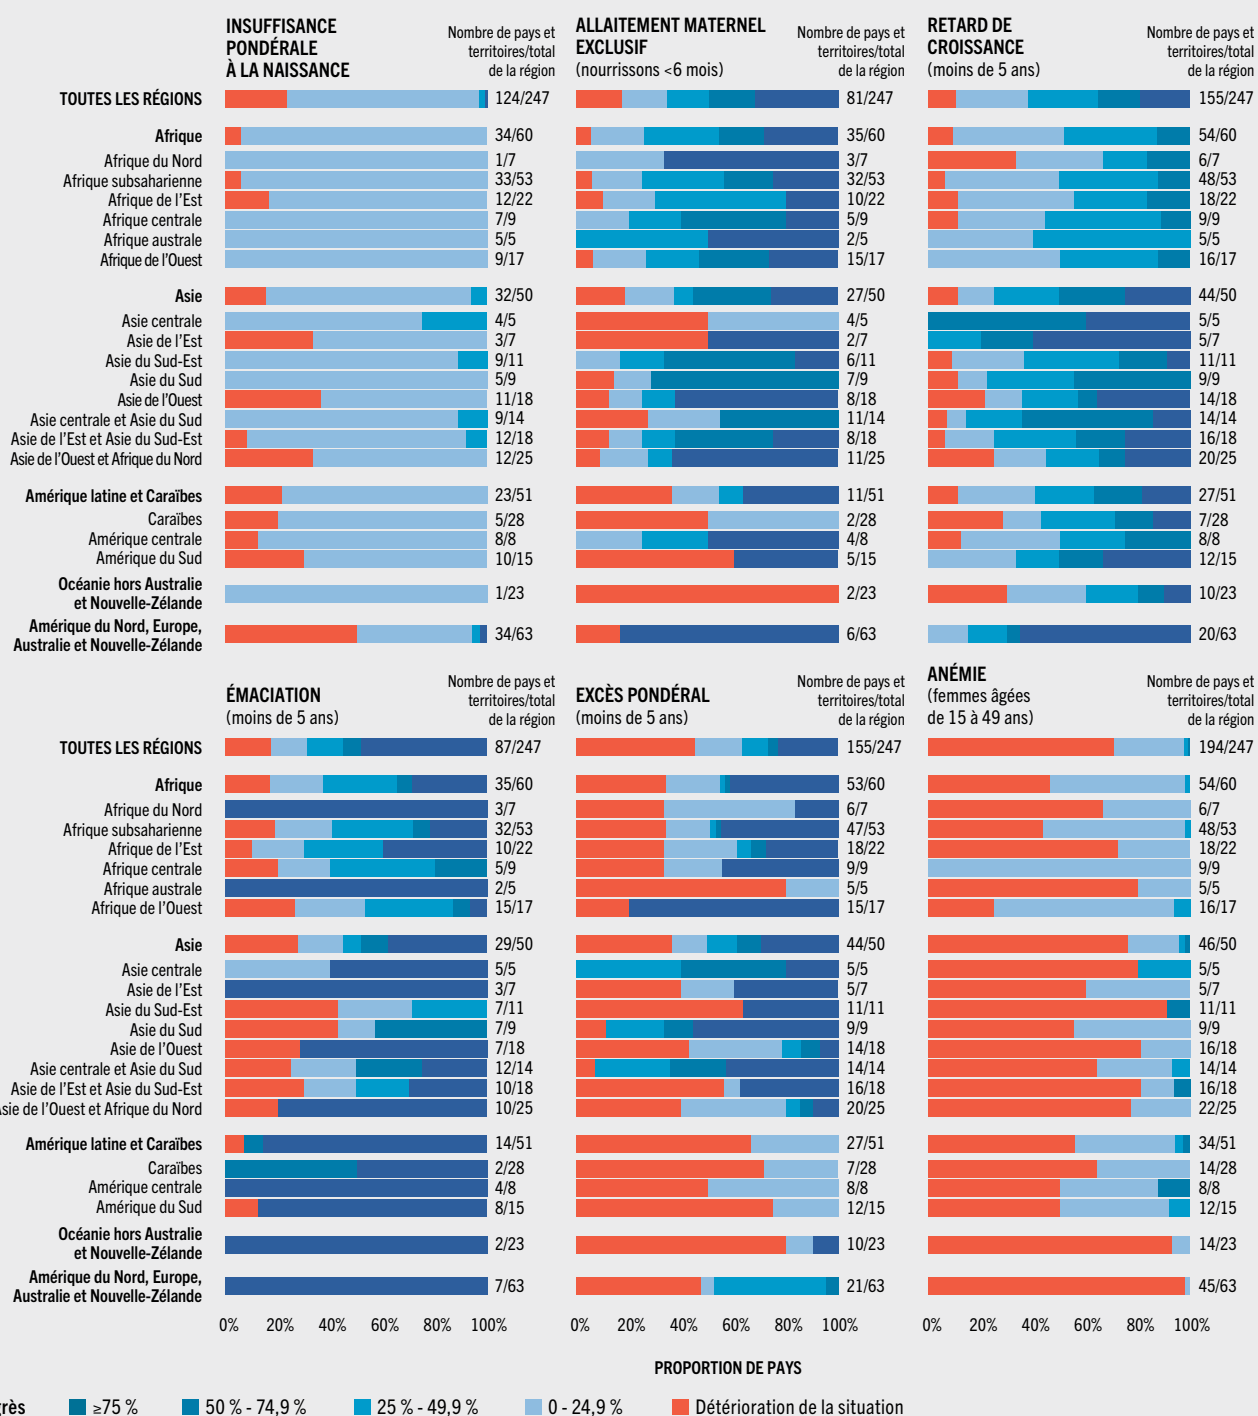 INSUFFISANCE
PONDÉRALE
À LA NAISSANCE
Nombre de pays et
territoires/total
de la région
ALLAITEMENT MATERNEL
EXCLUSIF
(nourrissons <6 mois)
Nombre de pays et
territoires/total
de la région
RETARD DE
CROISSANCE
(moins de 5 ans)
Nombre de pays et
territoires/total
de la région
TOUTES LES RÉGIONS 124/247 81/247 155/247
Afrique 34/60 35/60 54/60
Afrique du Nord 1/7 3/7 6/7
Afrique subsaharienne 33/53 32/53 48/53
Afrique de l'Est 12/22 10/22 18/22
Afrique centrale 7/9 5/9 9/9
Afrique australe 5/5 2/5 5/5
Afrique de l'Ouest 9/17 15/17 16/17
Asie 32/50 27/50 44/50
Asie centrale 4/5 4/5 5/5
Asie de l'Est 3/7 2/7 5/7
Asie du Sud-Est 9/11 6/11 11/11
Asie du Sud 5/9 7/9 9/9
Asie de l'Ouest 11/18 8/18 14/18
Asie centrale et Asie du Sud 9/14 11/14 14/14
Asie de l'Est et Asie du Sud-Est 12/18 8/18 16/18
Asie de l'Ouest et Afrique du Nord 12/25 11/25 20/25
Amérique latine et Caraïbes 23/51 11/51 27/51
Caraïbes 5/28 2/28 7/28
Amérique centrale 8/8 4/8 8/8
Amérique du Sud 10/15 5/15 12/15
Océanie hors Australie
et Nouvelle-Zélande 1/23 2/23 10/23
Amérique du Nord, Europe,
Australie et Nouvelle-Zélande 34/63 6/63 20/63
ÉMACIATION
(moins de 5 ans)
Nombre de pays et
territoires/total
de la région
EXCÈS PONDÉRAL
(moins de 5 ans)
Nombre de pays et
territoires/total
de la région
ANÉMIE
(femmes âgées
de 15 à 49 ans)
Nombre de pays et
territoires/total
de la région
TOUTES LES RÉGIONS 87/247 155/247 194/247
Afrique 35/60 53/60 54/60
Afrique du Nord 3/7 6/7 6/7
Afrique subsaharienne 32/53 47/53 48/53
Afrique de l'Est 10/22 18/22 18/22
Afrique centrale 5/9 9/9 9/9
Afrique australe 2/5 5/5 5/5
Afrique de l'Ouest 15/17 15/17 16/17
Asie 29/50 44/50 46/50
Asie centrale 5/5 5/5 5/5
Asie de l'Est 3/7 5/7 5/7
Asie du Sud-Est 7/11 11/11 11/11
Asie du Sud 7/9 9/9 9/9
Asie de l'Ouest 7/18 14/18 16/18
Asie centrale et Asie du Sud 12/14 14/14 14/14
Asie de l'Est et Asie du Sud-Est 10/18 16/18 16/18
sie de l'Ouest et Afrique du Nord 10/25 20/25 22/25
Amérique latine et Caraïbes 14/51 27/51 34/51
Caraïbes 2/28 7/28 14/28
Amérique centrale 4/8 8/8 8/8
Amérique du Sud 8/15 12/15 12/15
Océanie hors Australie
et Nouvelle-Zélande 2/23 10/23 14/23
Amérique du Nord, Europe,
Australie et Nouvelle-Zélande 7/63 21/63 45/63
0% 20% 40% 60% 80% 100% 0% 20% 40% 60% 80% 100% 0% 20% 40% 60% 80% 100%
PROPORTION DE PAYS
grès ≥75 % 50 % - 74,9 % 25 % - 49,9 % 0 - 24,9 % Détérioration de la situation